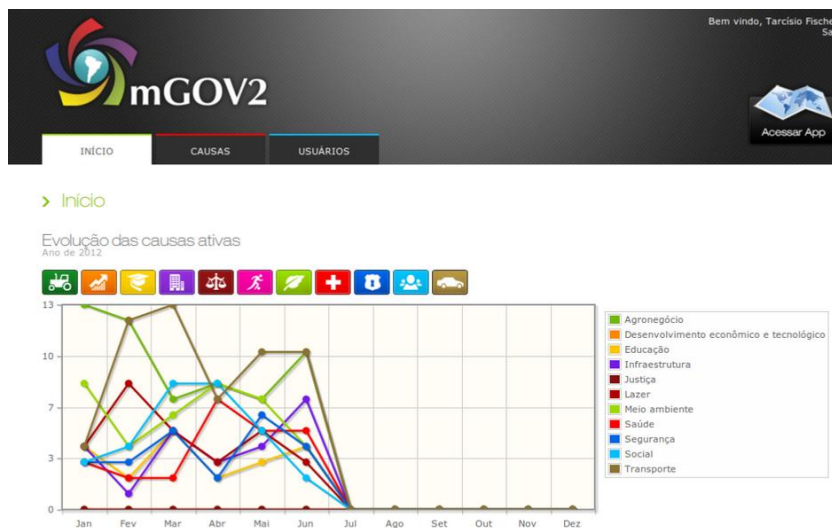 Bem vindo, Tarcísio Fische
Sa
mGOV2
Acessar App
INÍCIO
CAUSAS
USUÁRIOS
Início
Evolução das causas ativas
Ano de 2012
13
10
7
3
0
Jan
Fev
Mar
Abr
Mai
Jun
Jul
Ago
Set
Out
Nov
Dez
Agronegócio
Desenvolvimento econômico e tecnológico
Educação
Infraestrutura
Justiça
Lazer
Meio ambiente
Saúde
Segurança
Social
Transporte